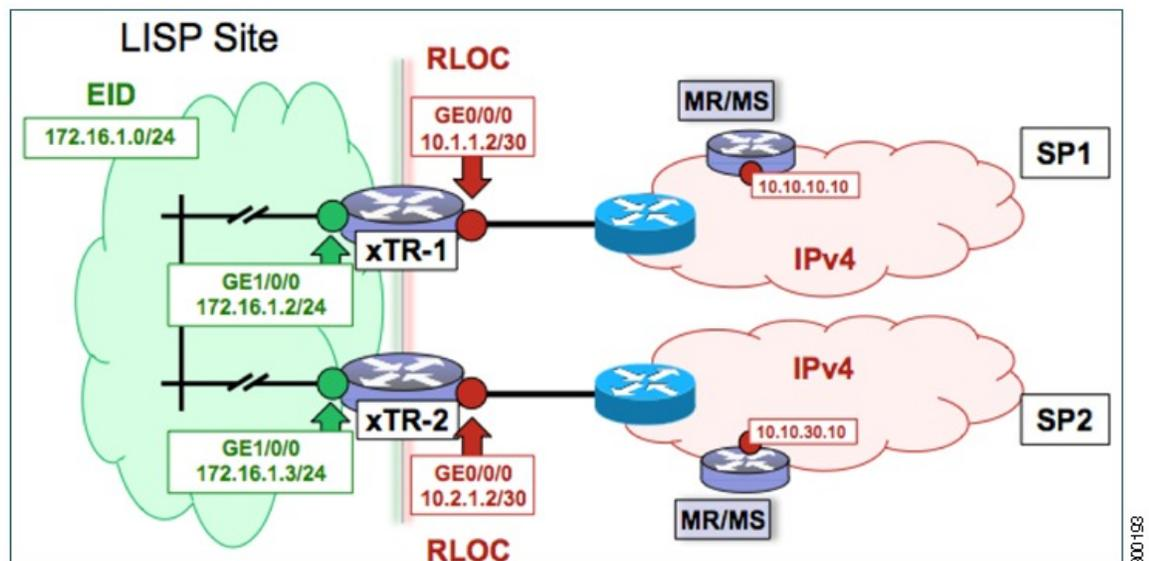 LISP Site
RLOC
EID
172.16.1.0/24
GE0/0/0
10.1.1.2/30
MR/MS
SP1
10.10.10.10
xTR-1
IPv4
GE1/0/0
172.16.1.2/24
IPv4
xTR-2
10.10.30.10
SP2
GE1/0/0
172.16.1.3/24
GE0/0/0
10.2.1.2/30
MR/MS
RLOC